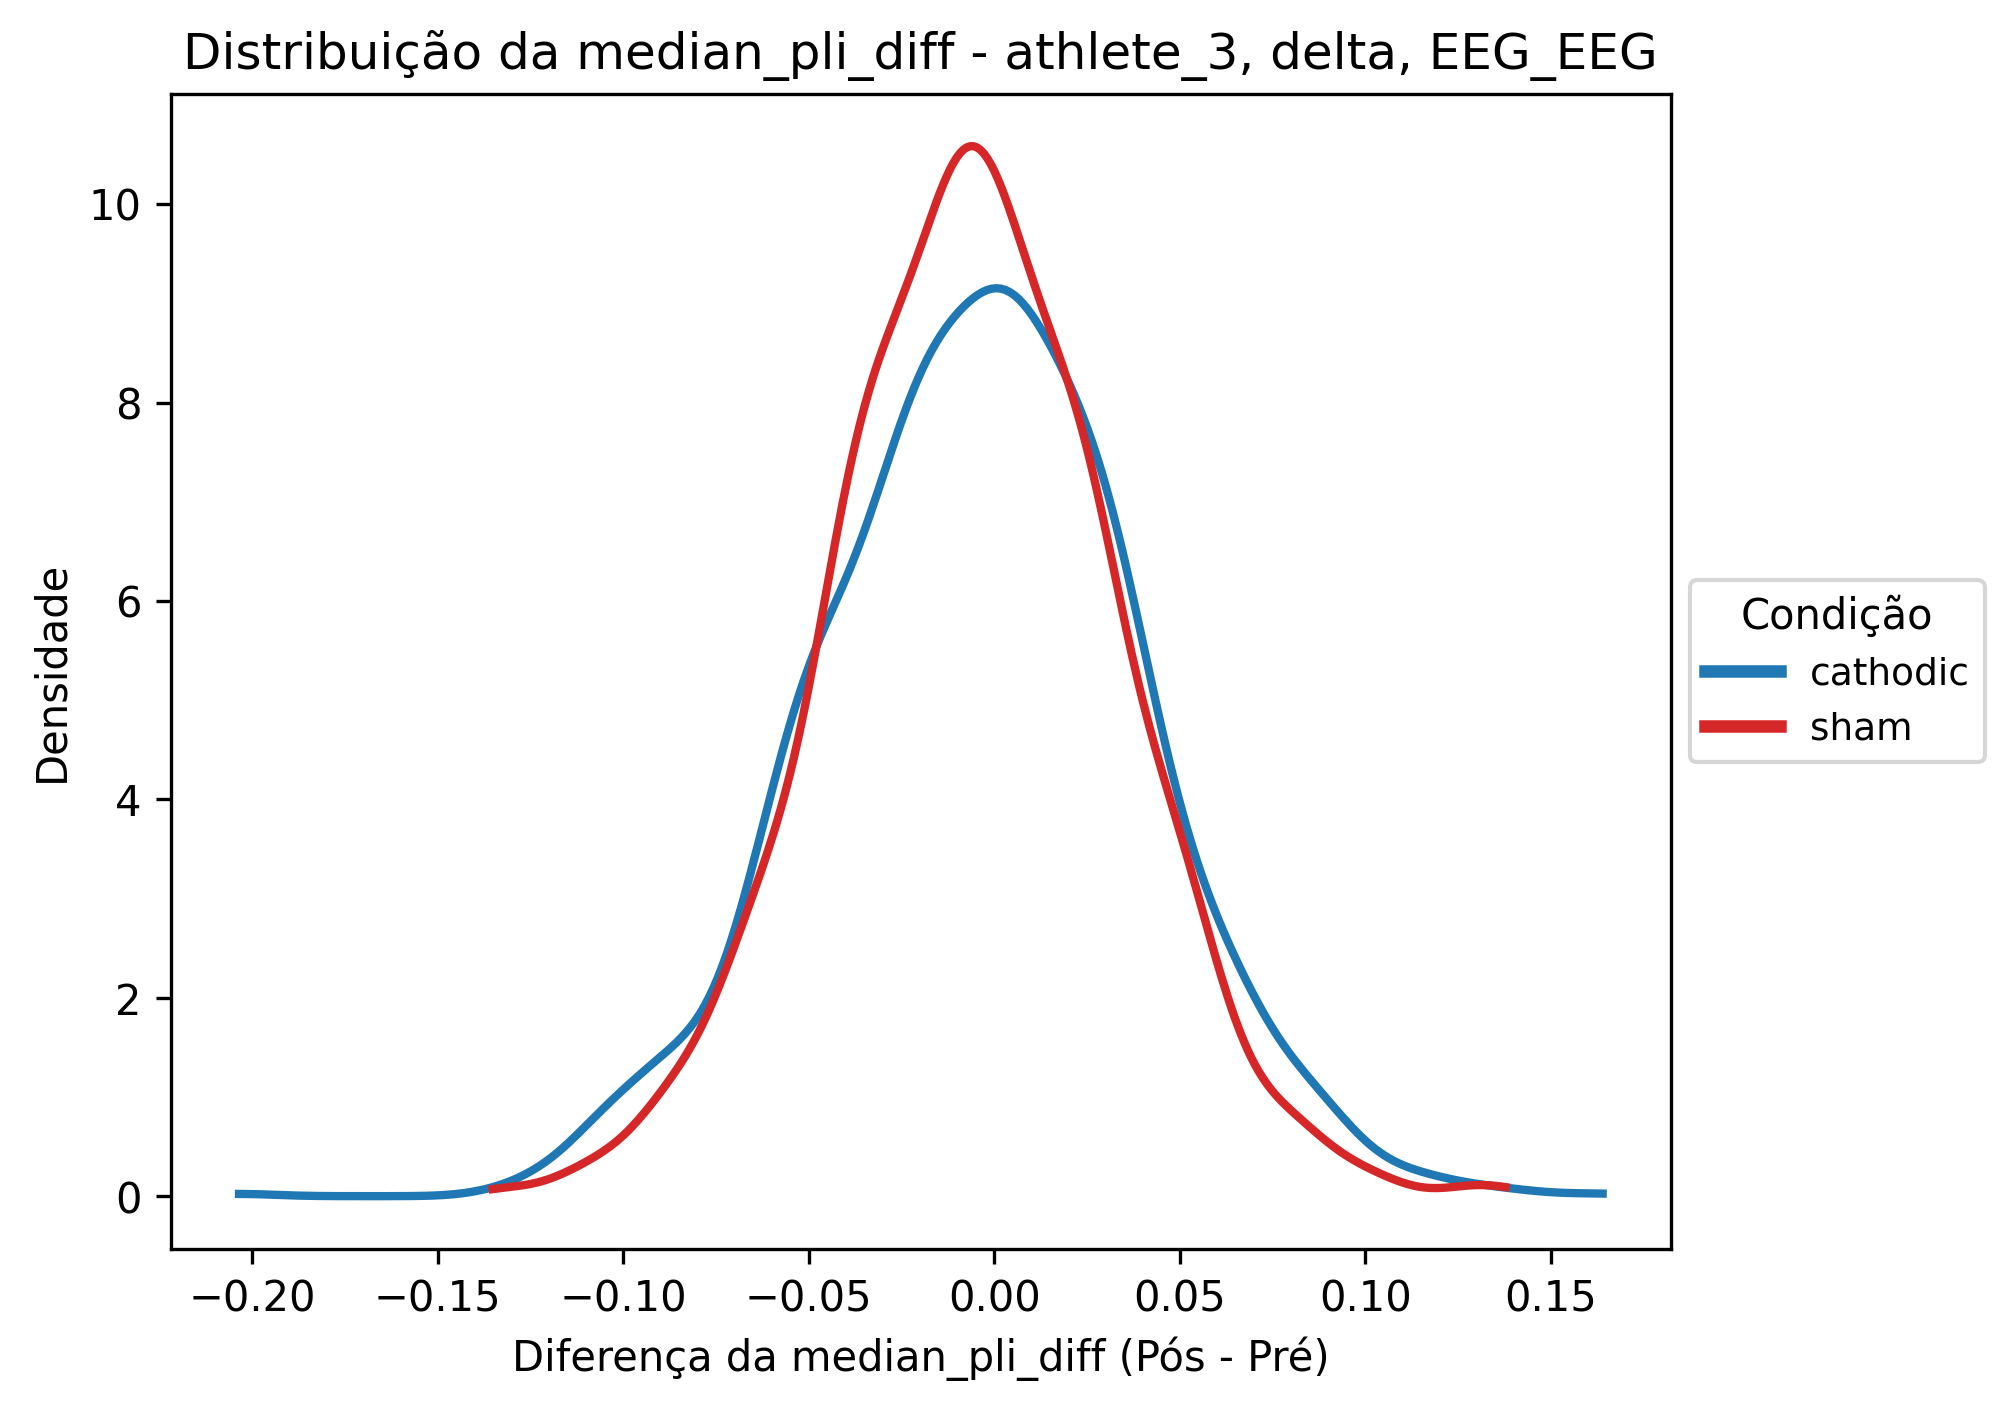 Distribuição da median_pli_diff - athlete_3, delta, EEG_EEG
Densidade
10
8
6
4
2
0
−0.20 −0.15 −0.10 −0.05 0.00 0.05 0.10 0.15
Diferença da median_pli_diff (Pós - Pré)
Condição
cathodic
sham